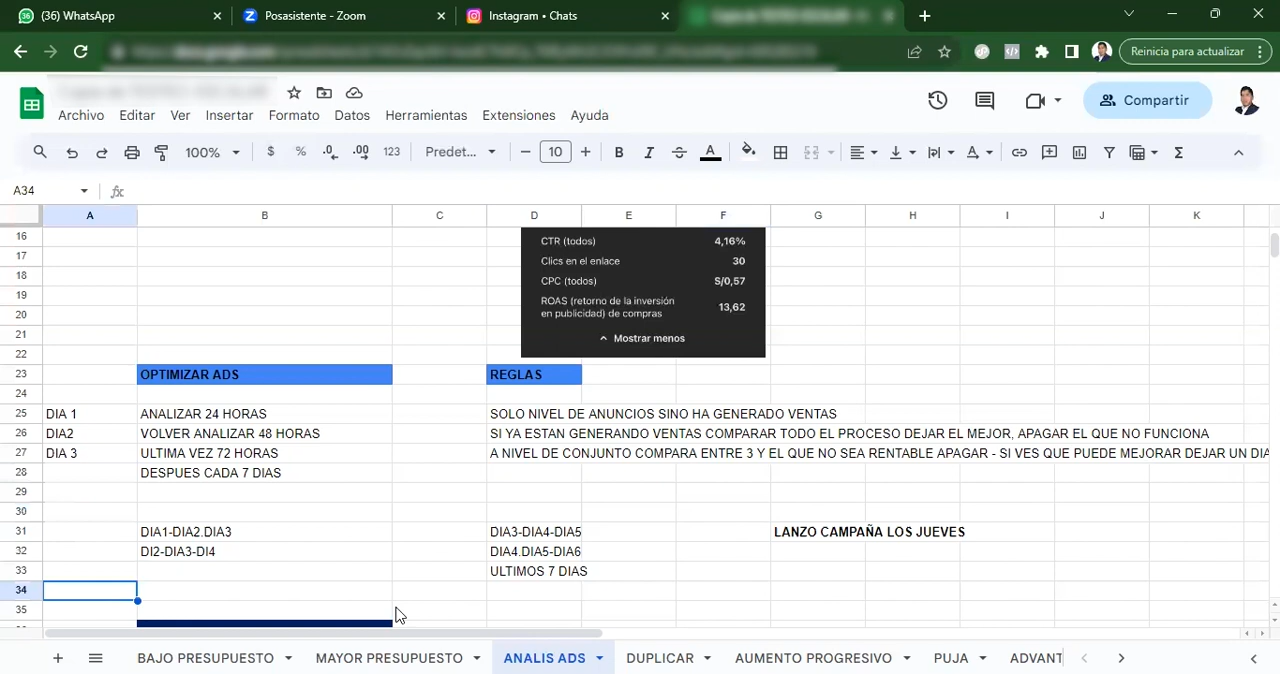 (36) WhatsApp
Posasistente - Zoom
Instagram • Chats
Reinicia para actualizar
Archivo Editar Ver Insertar Formato Datos Herramientas Extensiones Ayuda
Compartir
100% $ % .0 .00 123 Predet... 10 B I A A Σ
A34 fx
A B C D E F G H I J K
16 CTR (todos) 4,16%
17 Clics en el enlace 30
18 CPC (todos) S/0,57
19 ROAS (retorno de la inversión
20 en publicidad) de compras 13,62
21 Mostrar menos
22
23 OPTIMIZAR ADS REGLAS
24
25 DIA 1 ANALIZAR 24 HORAS SOLO NIVEL DE ANUNCIOS SINO HA GENERADO VENTAS
26 DIA2 VOLVER ANALIZAR 48 HORAS SI YA ESTAN GENERANDO VENTAS COMPARAR TODO EL PROCESO DEJAR EL MEJOR, APAGAR EL QUE NO FUNCIONA
27 DIA 3 ULTIMA VEZ 72 HORAS A NIVEL DE CONJUNTO COMPARA ENTRE 3 Y EL QUE NO SEA RENTABLE APAGAR - SI VES QUE PUEDE MEJORAR DEJAR UN DIA
28 DESPUES CADA 7 DIAS
29
30
31 DIA1-DIA2.DIA3 DIA3-DIA4-DIA5 LANZO CAMPAÑA LOS JUEVES
32 DI2-DIA3-DI4 DIA4.DIA5-DIA6
33 ULTIMOS 7 DIAS
34
35
BAJO PRESUPUESTO MAYOR PRESUPUESTO ANALIS ADS DUPLICAR AUMENTO PROGRESIVO PUJA ADVANT